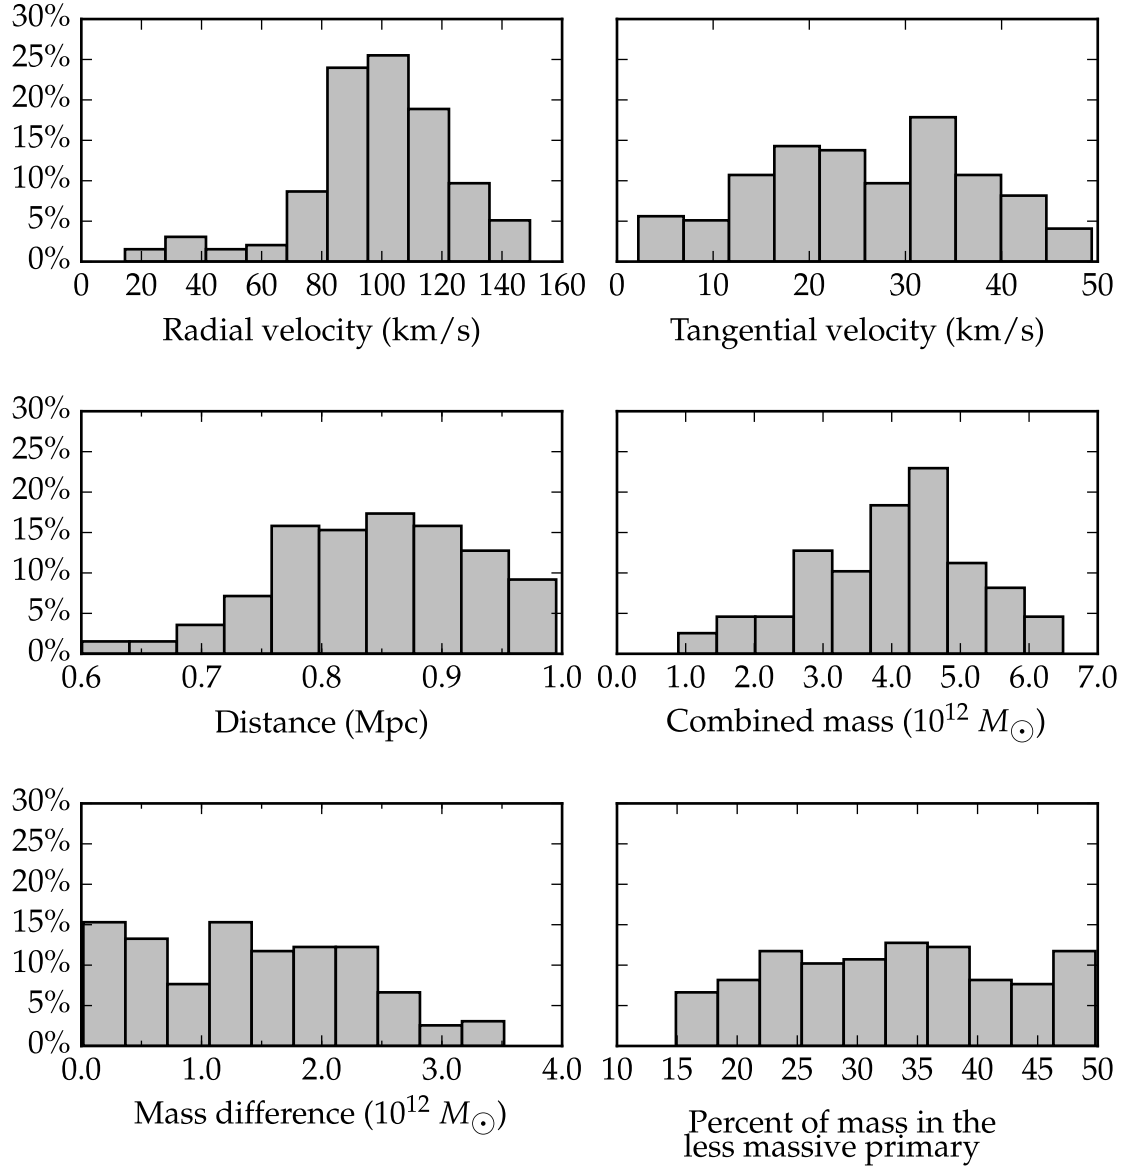 30%
25%
20%
15%
10%
5%
0%
0 20 40 60 80 100 120 140 160
Radial velocity (km/s)
0 10 20 30 40 50
Tangential velocity (km/s)
30%
25%
20%
15%
10%
5%
0%
0.6 0.7 0.8 0.9 1.0
Distance (Mpc)
0.0 1.0 2.0 3.0 4.0 5.0 6.0 7.0
Combined mass (10¹² M☉)
30%
25%
20%
15%
10%
5%
0%
0.0 1.0 2.0 3.0 4.0
Mass difference (10¹² M☉)
10 15 20 25 30 35 40 45 50
Percent of mass in the
less massive primary